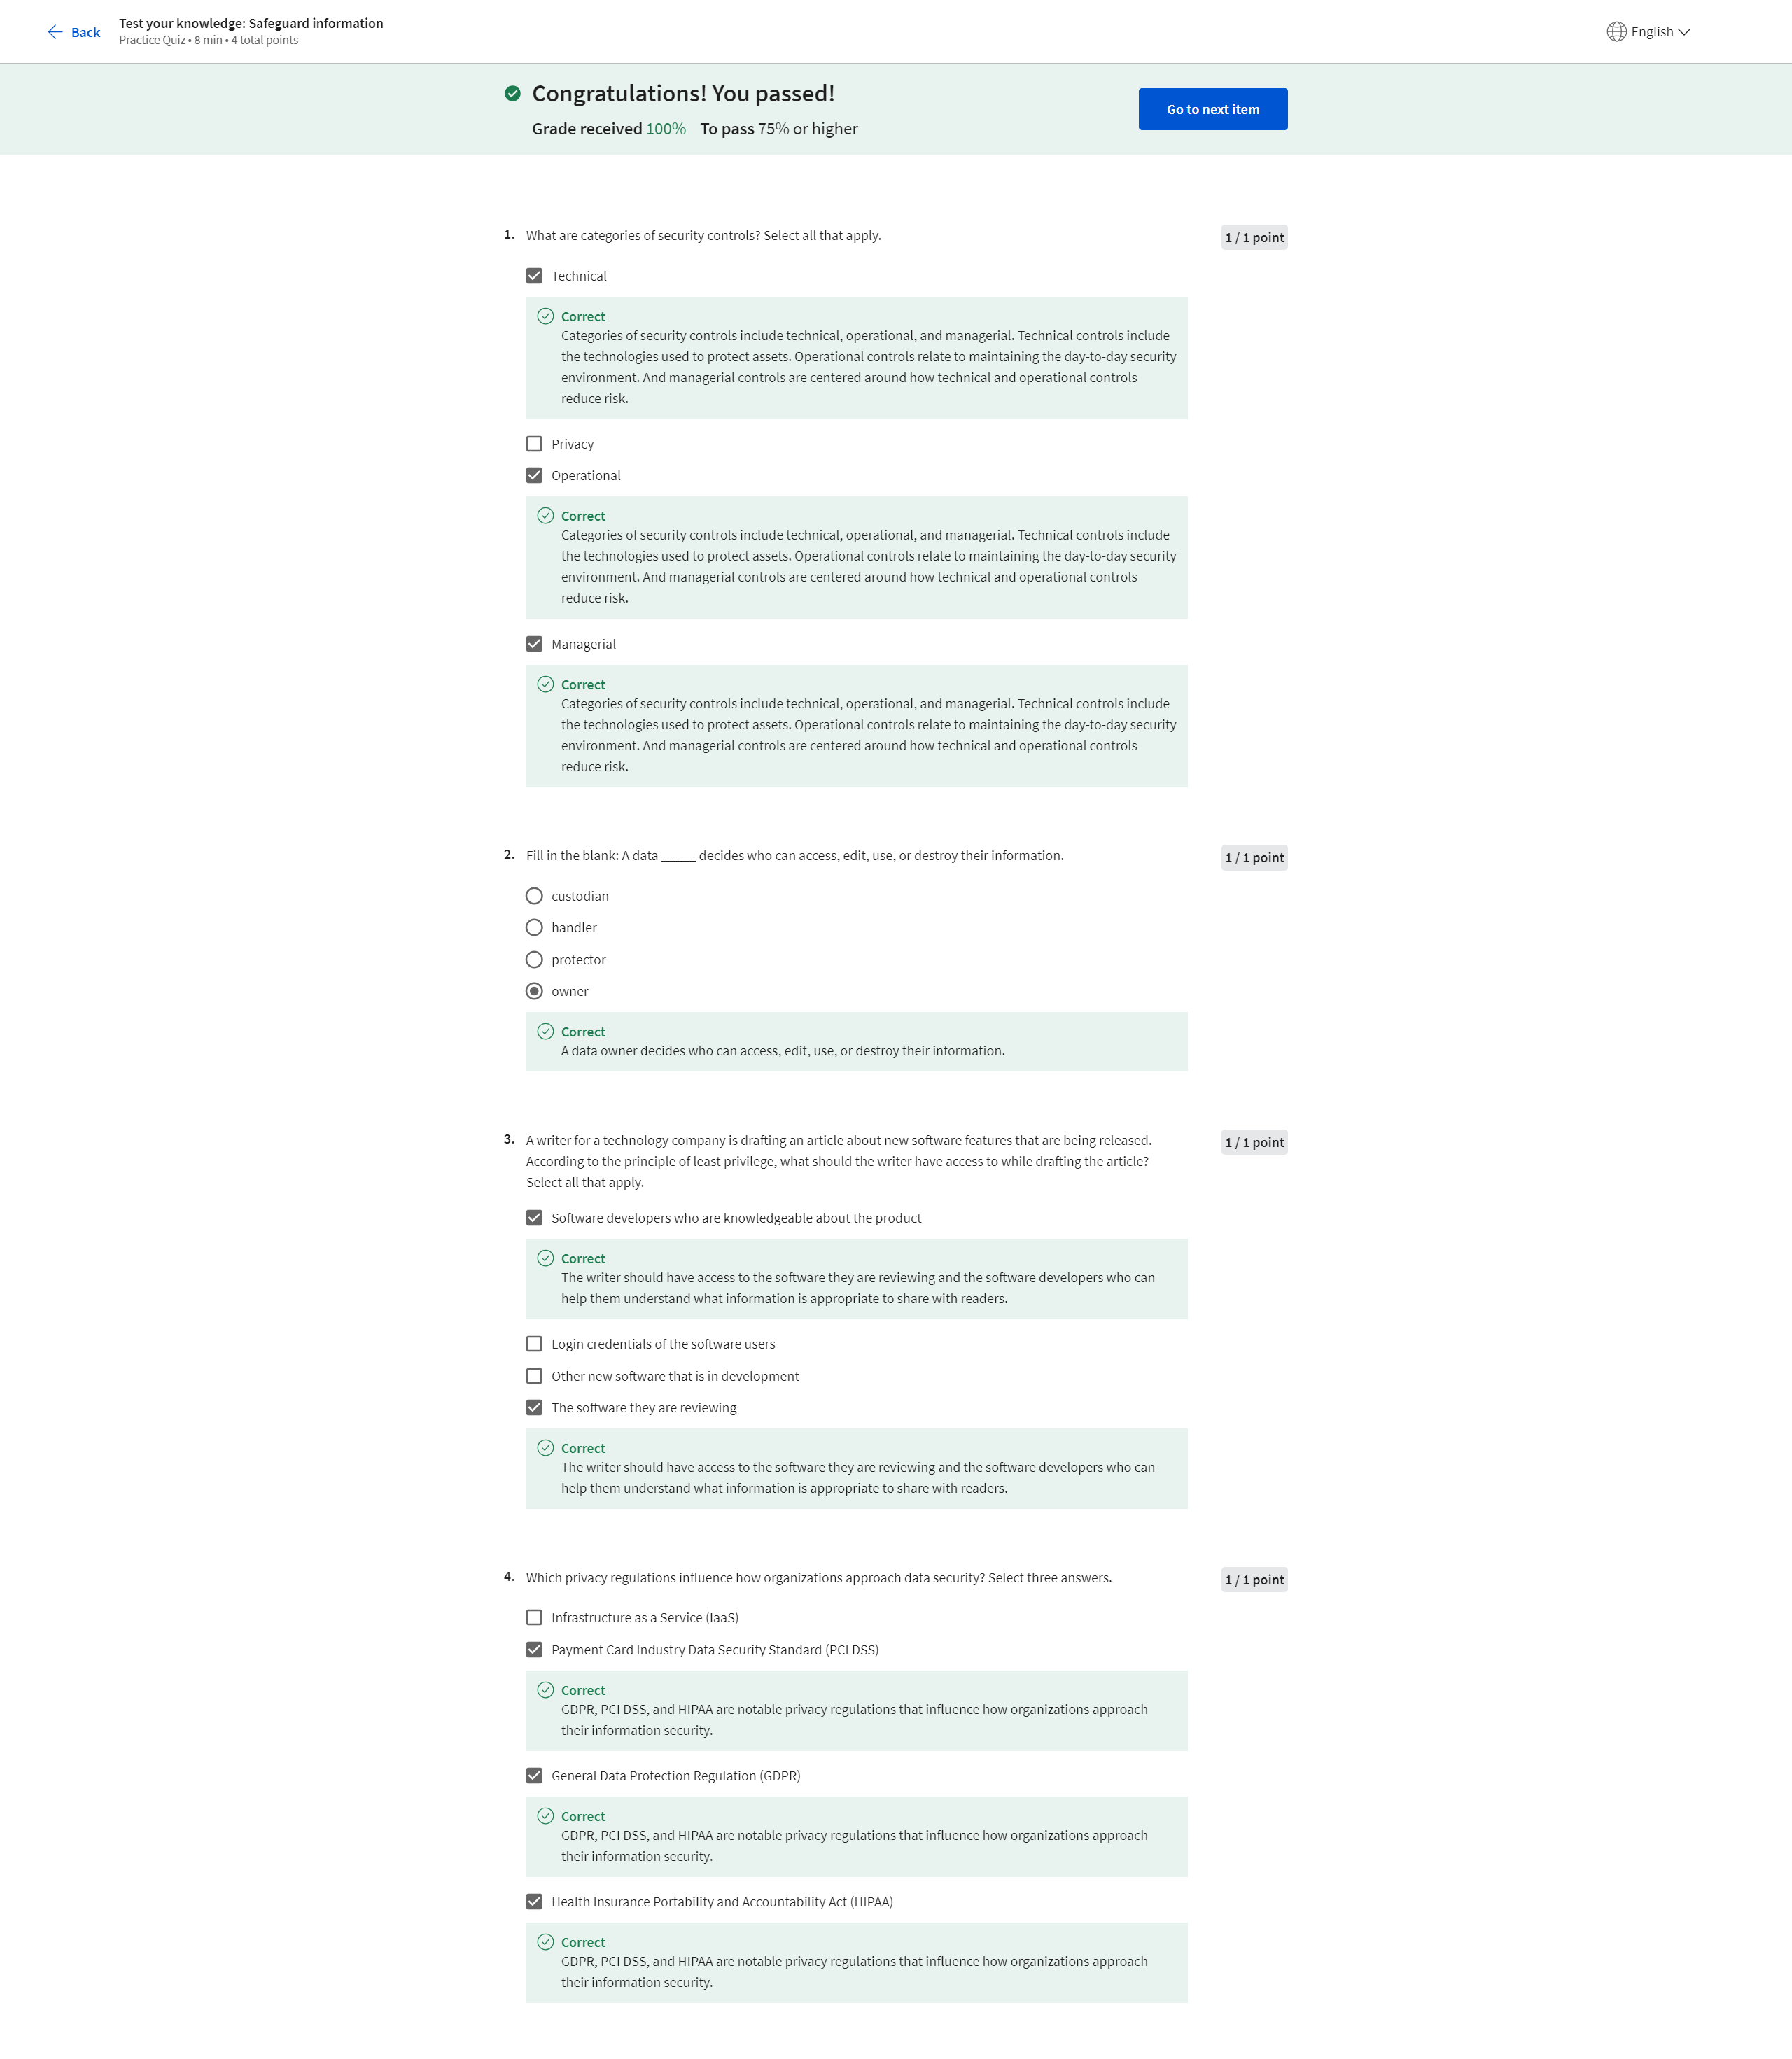 Back
Test your knowledge: Safeguard information
Practice Quiz • 8 min • 4 total points
English
Congratulations! You passed!
Grade received 100% To pass 75% or higher
Go to next item
1. What are categories of security controls? Select all that apply.
1 / 1 point
Technical
Correct
Categories of security controls include technical, operational, and managerial. Technical controls include
the technologies used to protect assets. Operational controls relate to maintaining the day-to-day security
environment. And managerial controls are centered around how technical and operational controls
reduce risk.
Privacy
Operational
Correct
Categories of security controls include technical, operational, and managerial. Technical controls include
the technologies used to protect assets. Operational controls relate to maintaining the day-to-day security
environment. And managerial controls are centered around how technical and operational controls
reduce risk.
Managerial
Correct
Categories of security controls include technical, operational, and managerial. Technical controls include
the technologies used to protect assets. Operational controls relate to maintaining the day-to-day security
environment. And managerial controls are centered around how technical and operational controls
reduce risk.
2. Fill in the blank: A data _____ decides who can access, edit, use, or destroy their information.
1 / 1 point
custodian
handler
protector
owner
Correct
A data owner decides who can access, edit, use, or destroy their information.
3. A writer for a technology company is drafting an article about new software features that are being released.
According to the principle of least privilege, what should the writer have access to while drafting the article?
Select all that apply.
1 / 1 point
Software developers who are knowledgeable about the product
Correct
The writer should have access to the software they are reviewing and the software developers who can
help them understand what information is appropriate to share with readers.
Login credentials of the software users
Other new software that is in development
The software they are reviewing
Correct
The writer should have access to the software they are reviewing and the software developers who can
help them understand what information is appropriate to share with readers.
4. Which privacy regulations influence how organizations approach data security? Select three answers.
1 / 1 point
Infrastructure as a Service (IaaS)
Payment Card Industry Data Security Standard (PCI DSS)
Correct
GDPR, PCI DSS, and HIPAA are notable privacy regulations that influence how organizations approach
their information security.
General Data Protection Regulation (GDPR)
Correct
GDPR, PCI DSS, and HIPAA are notable privacy regulations that influence how organizations approach
their information security.
Health Insurance Portability and Accountability Act (HIPAA)
Correct
GDPR, PCI DSS, and HIPAA are notable privacy regulations that influence how organizations approach
their information security.